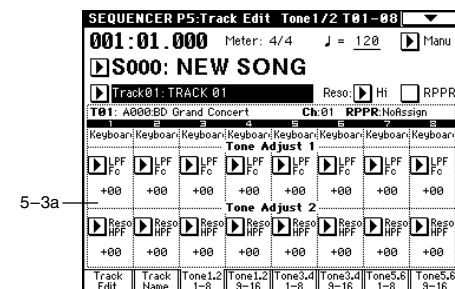 SEQUENCER P5:Track Edit Tone1/2 T01-08
001:01.000 Meter: 4/4 ♩ = 120 Manu
S000: NEW SONG
Track01: TRACK 01 Reso: Hi RPPR
T01: A000:BD Grand Concert Ch:01 RPPR:NoAssign
1 2 3 4 5 6 7 8
Keyboar Keyboar Keyboar Keyboar Keyboar Keyboar Keyboar Keyboar
Tone Adjust 1
LPF Fc LPF Fc LPF Fc LPF Fc LPF Fc LPF Fc LPF Fc LPF Fc
+00 +00 +00 +00 +00 +00 +00 +00
5-3a
Tone Adjust 2
Reso HPF Reso HPF Reso HPF Reso HPF Reso HPF Reso HPF Reso HPF Reso HPF
+00 +00 +00 +00 +00 +00 +00 +00
Track Edit Track Name Tone1.2 1-8 Tone1.2 9-16 Tone3.4 1-8 Tone3.4 9-16 Tone5.6 1-8 Tone5.6 9-16